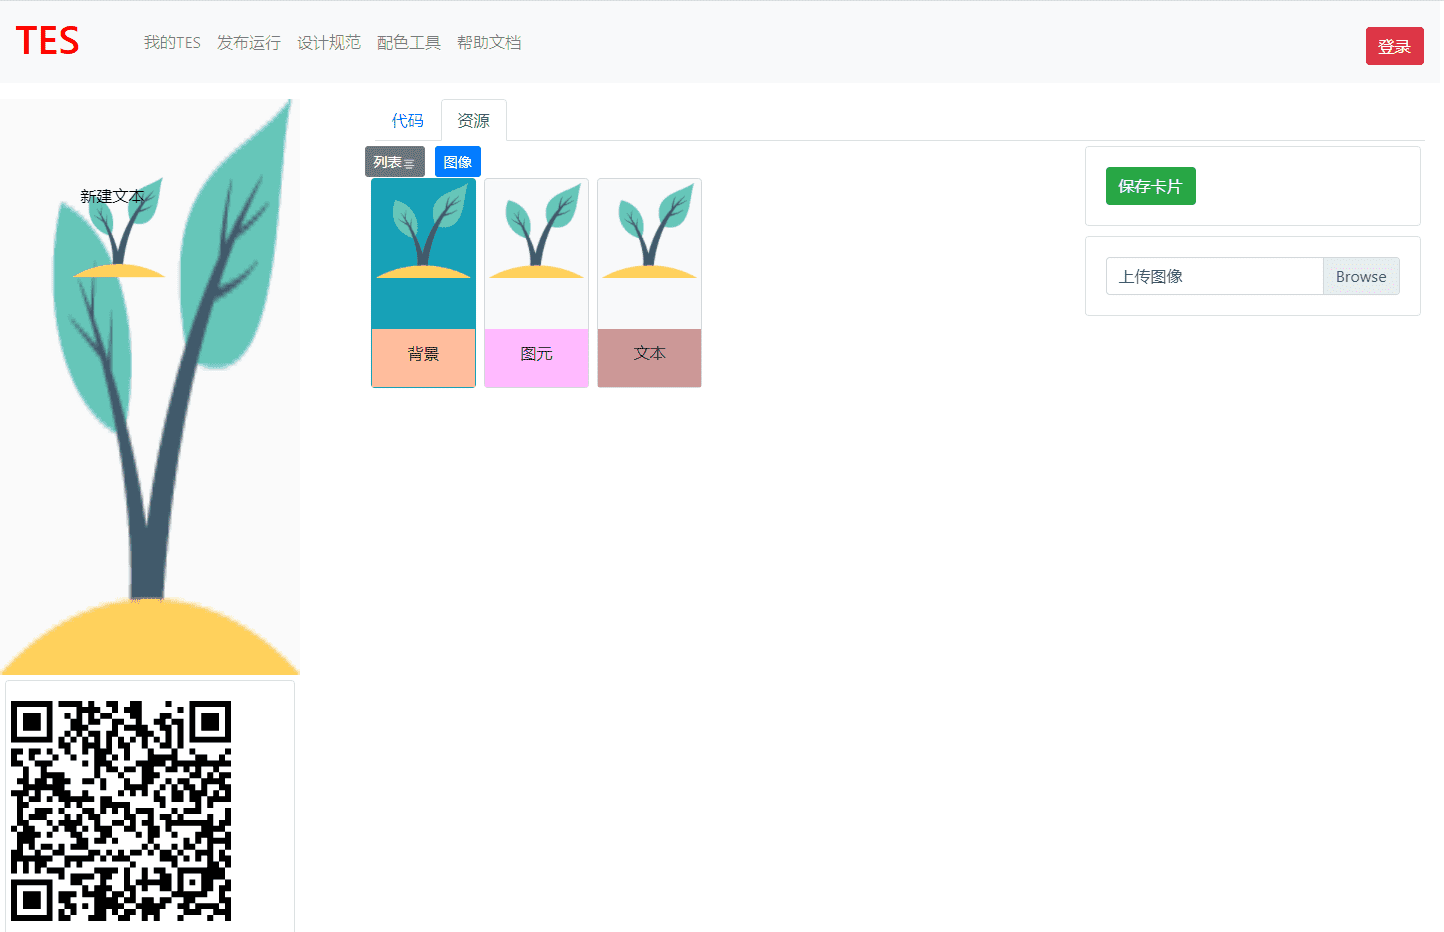 TES
我的TES 发布运行 设计规范 配色工具 帮助文档
登录
新建文本
代码 资源
列表 图像
背景 图元 文本
保存卡片
上传图像 Browse